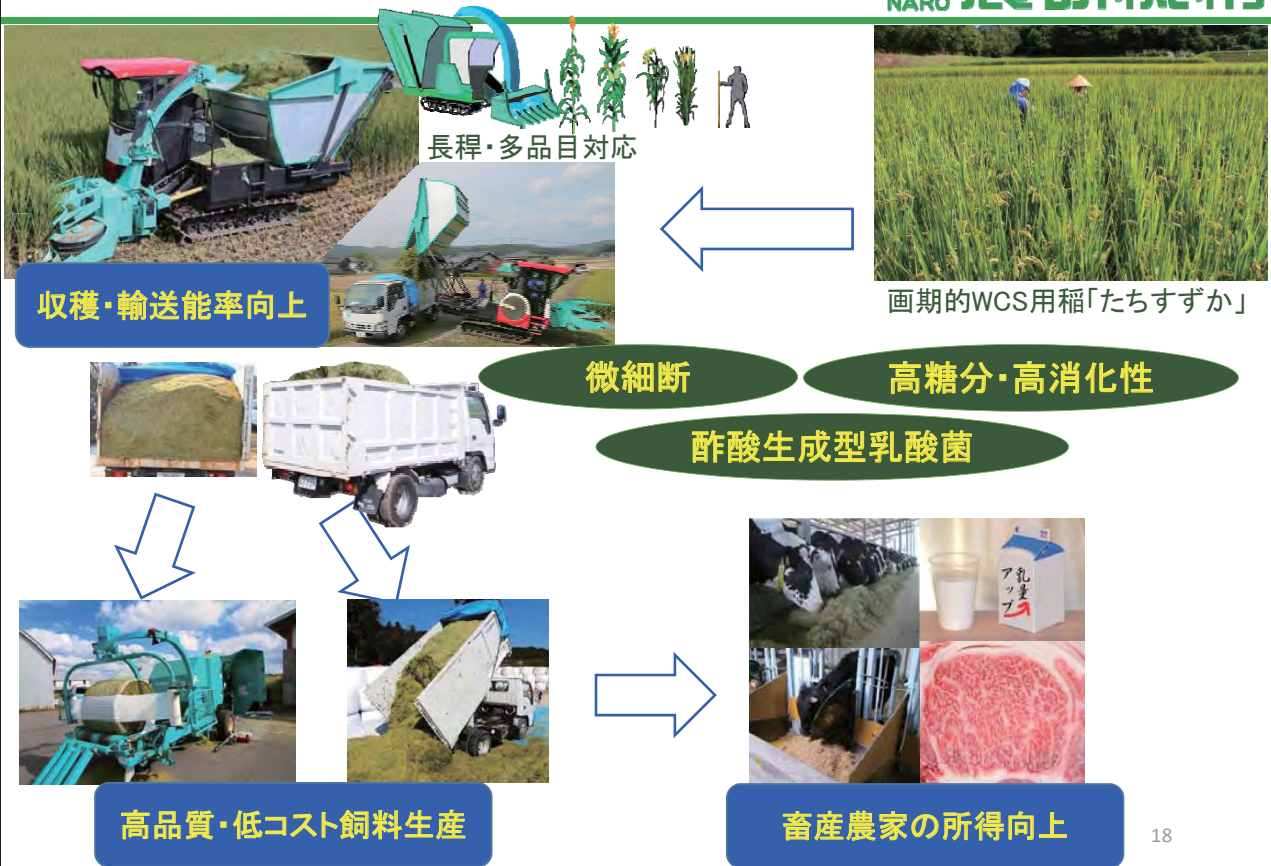 NARO
長稈・多品目対応
収穫・輸送能率向上
画期的WCS用稲「たちすずか」
微細断
高糖分・高消化性
酢酸生成型乳酸菌
乳量
アップ
高品質・低コスト飼料生産
畜産農家の所得向上
18